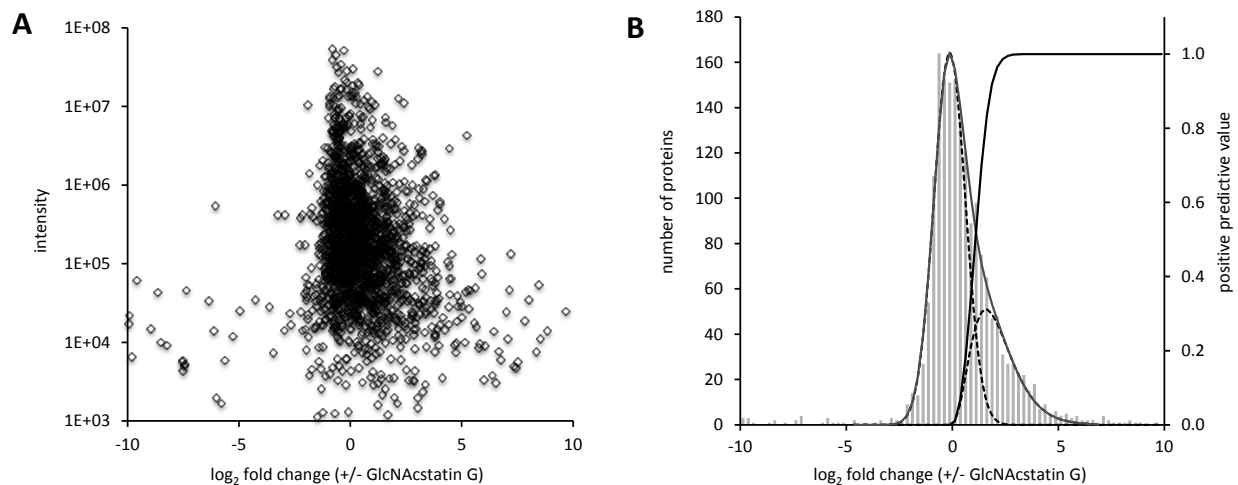 A
1E+08
1E+07
1E+06
1E+05
1E+04
1E+03
intensity
-10 -5 0 5 10
log2 fold change (+/- GlcNAcstatin G)
B
180
160
140
120
100
80
60
40
20
0
number of proteins
1.0
0.8
0.6
0.4
0.2
0.0
positive predictive value
-10 -5 0 5 10
log2 fold change (+/- GlcNAcstatin G)